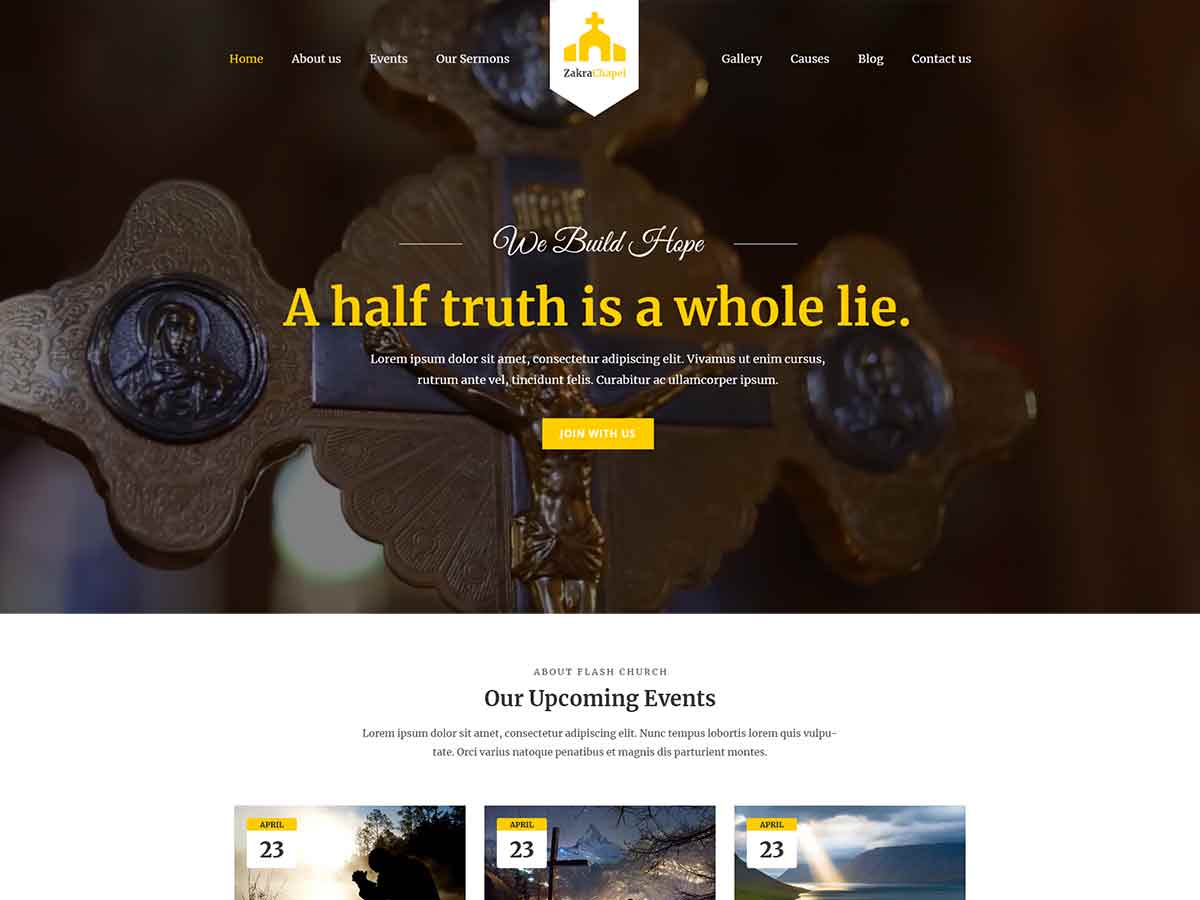 Home About us Events Our Sermons
ZakraChapel
Gallery Causes Blog Contact us
We Build Hope
A half truth is a whole lie.
Lorem ipsum dolor sit amet, consectetur adipiscing elit. Vivamus ut enim cursus,
rutrum ante vel, tincidunt felis. Curabitur ac ullamcorper ipsum.
JOIN WITH US
ABOUT FLASH CHURCH
Our Upcoming Events
Lorem ipsum dolor sit amet, consectetur adipiscing elit. Nunc tempus lobortis lorem quis vulpu-
tate. Orci varius natoque penatibus et magnis dis parturient montes.
APRIL
23
APRIL
23
APRIL
23